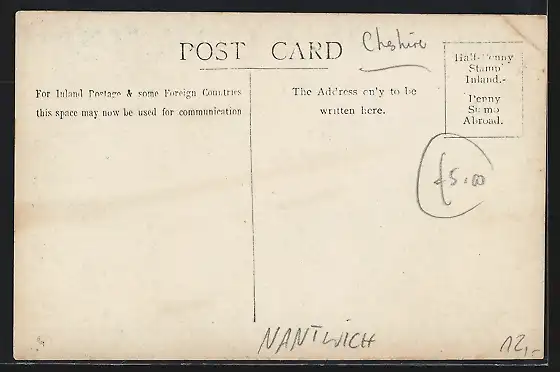 POST CARD
Cheshire
For Inland Postage & some Foreign Countries
this space may now be used for communication
The Address on'y to be
written here.
Half-Penny
Stamp
Inland.-
Penny
Stamp
Abroad.
£5.00
NANTWICH
12,-